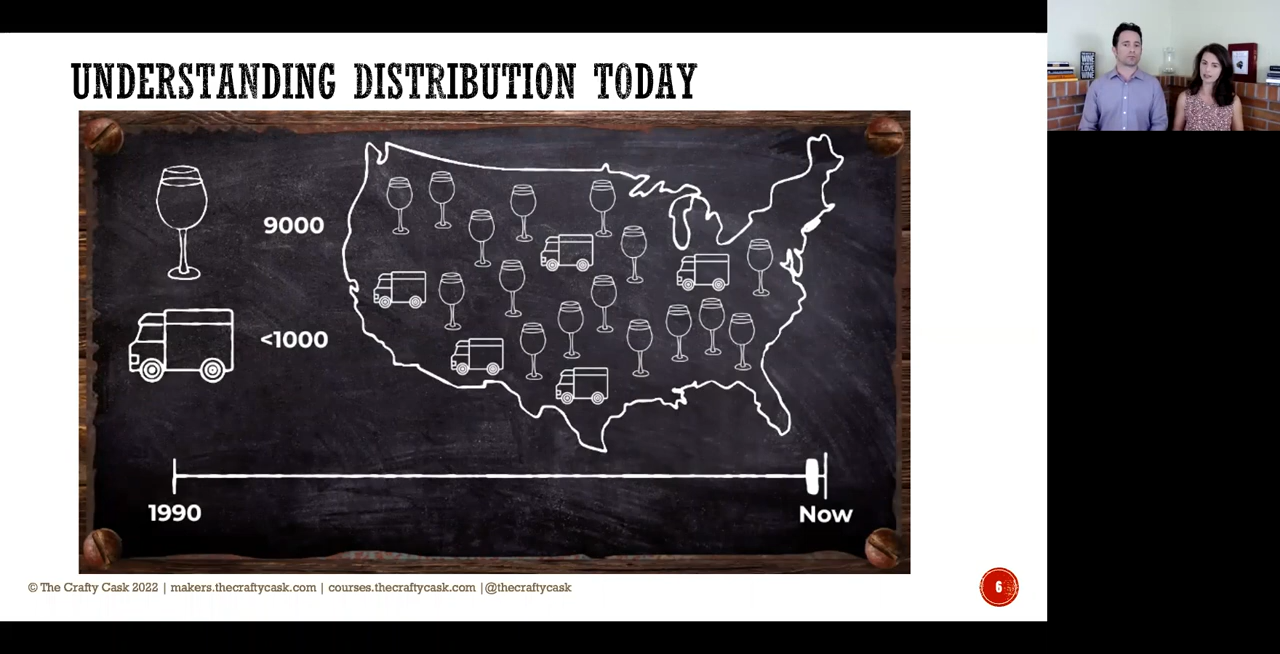 UNDERSTANDING DISTRIBUTION TODAY
9000
<1000
1990
Now
© The Crafty Cask 2022 | makers.thecraftycask.com | courses.thecraftycask.com |@thecraftycask
6